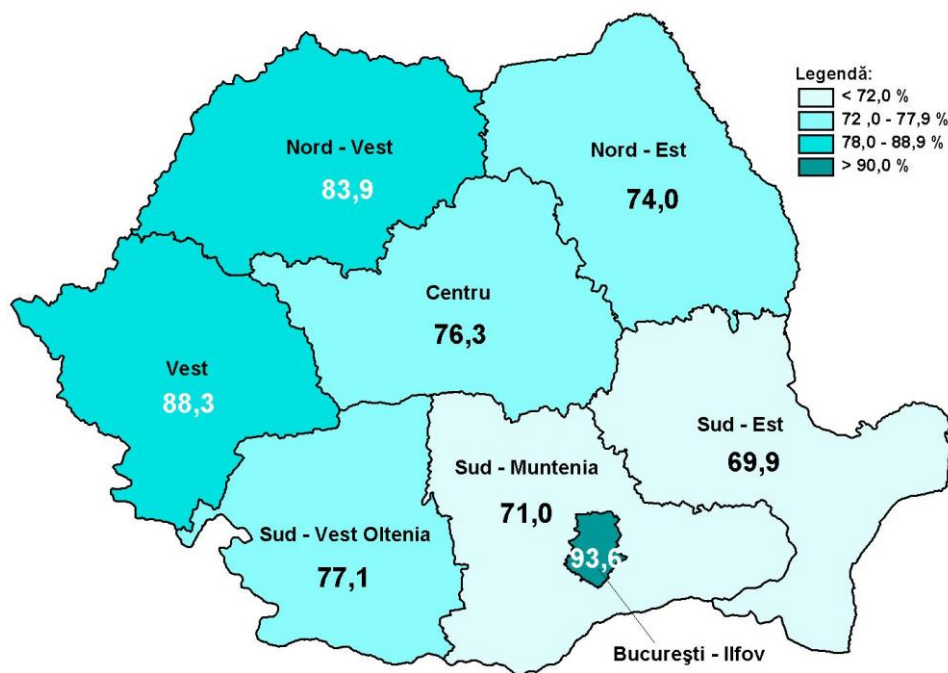 Legendă:
< 72,0 %
72 ,0 - 77,9 %
78,0 - 88,9 %
> 90,0 %
Nord - Vest
83,9
Nord - Est
74,0
Centru
76,3
Vest
88,3
Sud - Est
69,9
Sud - Muntenia
71,0
93,6
Sud - Vest Oltenia
77,1
Bucureşti - Ilfov